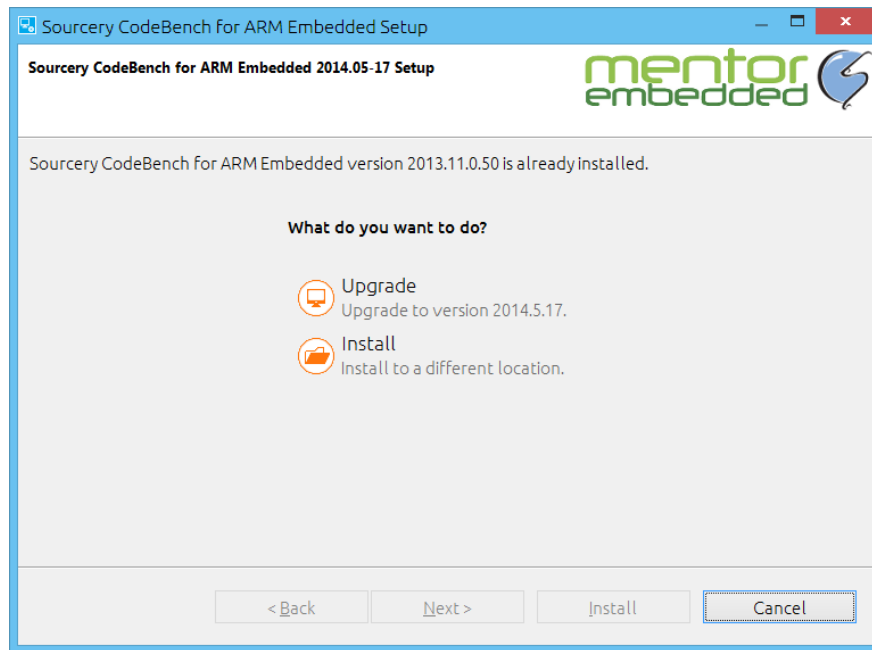 Sourcery CodeBench for ARM Embedded Setup
Sourcery CodeBench for ARM Embedded 2014.05-17 Setup
mentor
embedded
Sourcery CodeBench for ARM Embedded version 2013.11.0.50 is already installed.
What do you want to do?
Upgrade
Upgrade to version 2014.5.17.
Install
Install to a different location.
< Back Next > Install Cancel